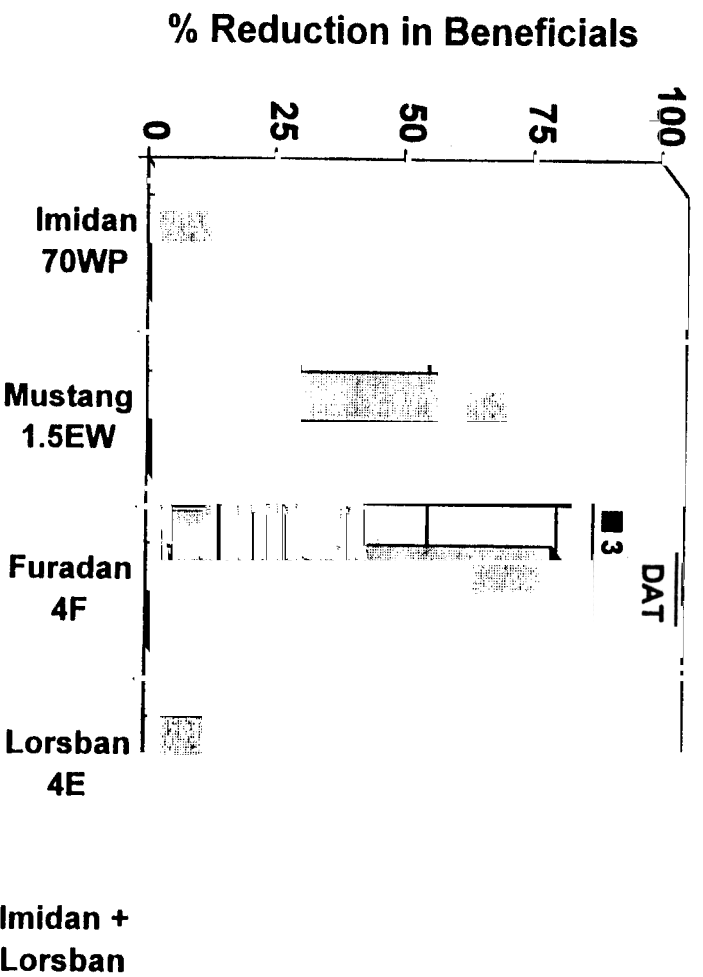 % Reduction in Beneficials
0 25 50 75 100
Imidan
70WP
Mustang
1.5EW
Furadan
4F
Lorsban
4E
Imidan +
Lorsban
DAT
3